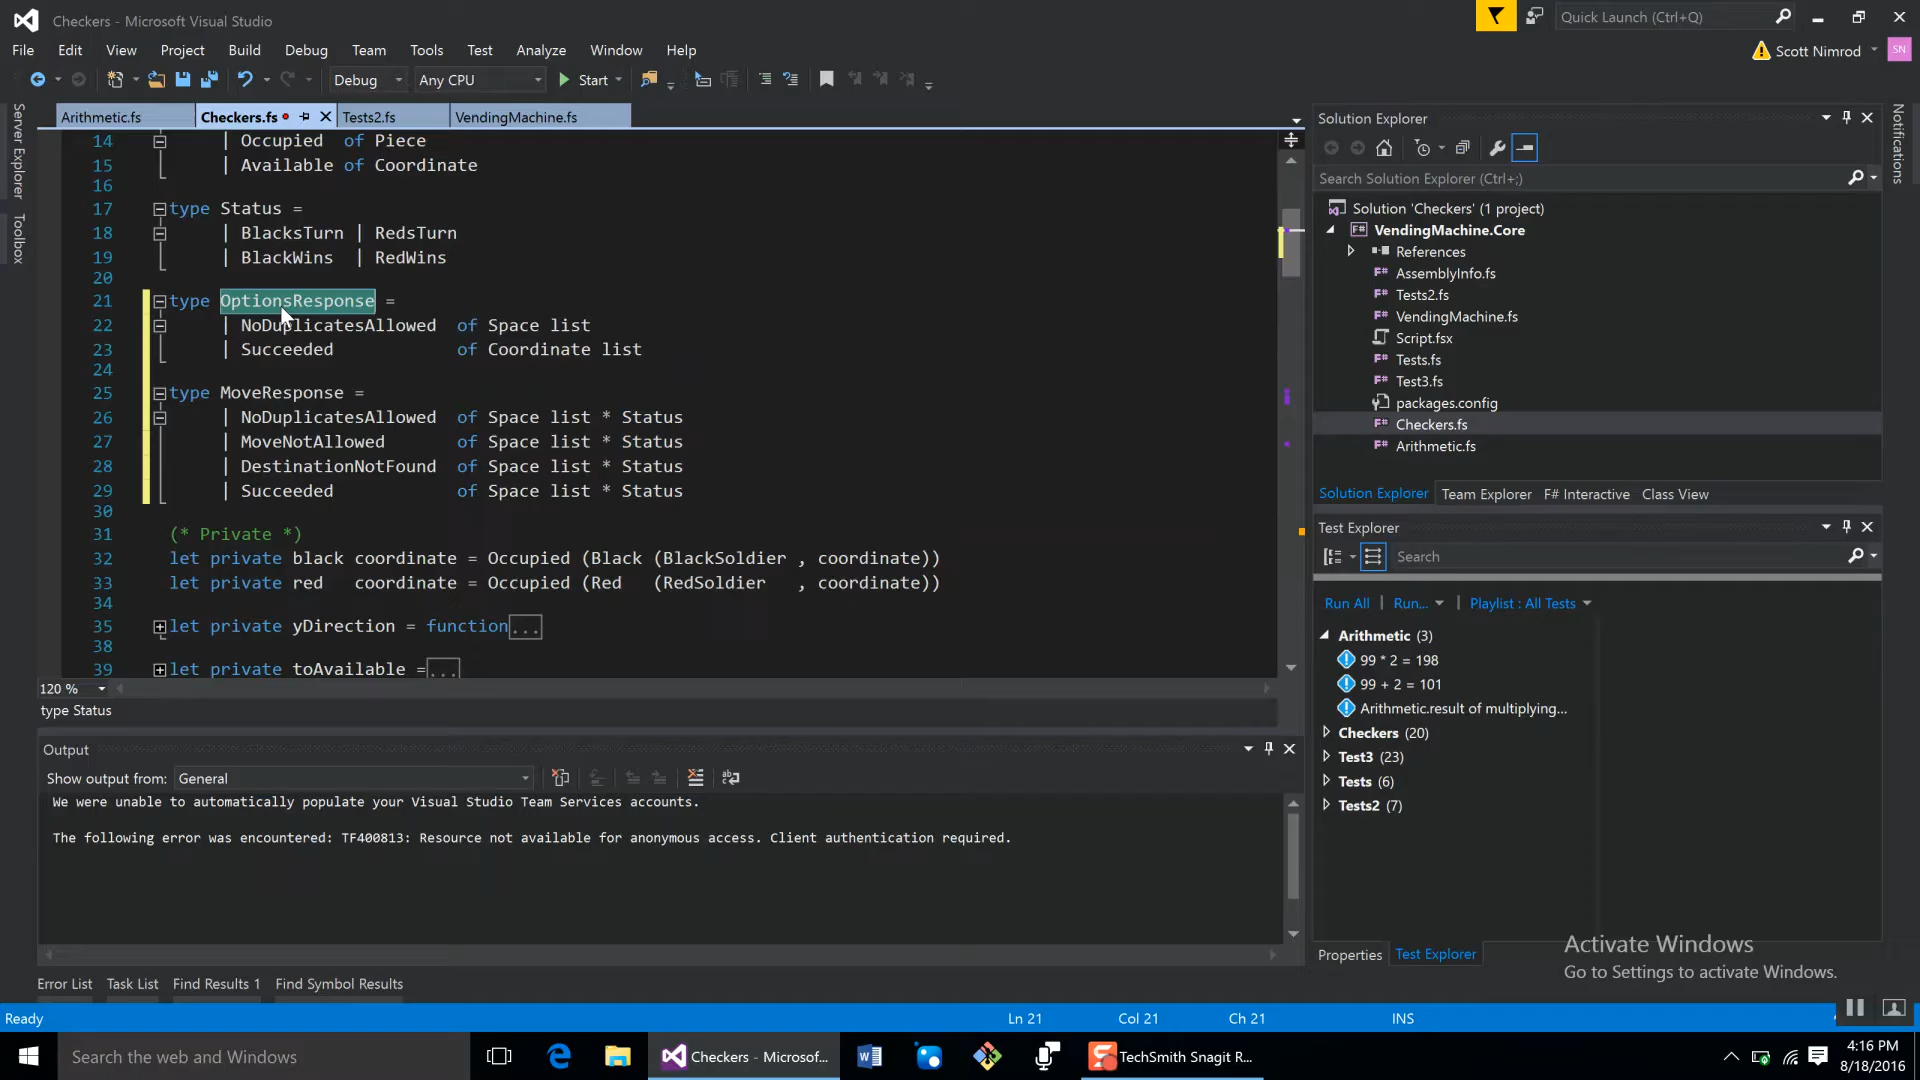 Checkers - Microsoft Visual Studio
Quick Launch (Ctrl+Q)
File Edit View Project Build Debug Team Tools Test Analyze Window Help
Scott Nimrod SN
Debug Any CPU Start
Server Explorer
Toolbox
Arithmetic.fs Checkers.fs Tests2.fs VendingMachine.fs
14 | Occupied of Piece
15 | Available of Coordinate
16
17 type Status =
18 | BlacksTurn | RedsTurn
19 | BlackWins | RedWins
20
21 type OptionsResponse =
22 | NoDuplicatesAllowed of Space list
23 | Succeeded of Coordinate list
24
25 type MoveResponse =
26 | NoDuplicatesAllowed of Space list * Status
27 | MoveNotAllowed of Space list * Status
28 | DestinationNotFound of Space list * Status
29 | Succeeded of Space list * Status
30
31 (* Private *)
32 let private black coordinate = Occupied (Black (BlackSoldier , coordinate))
33 let private red coordinate = Occupied (Red (RedSoldier , coordinate))
34
35 let private yDirection = function...
38
39 let private toAvailable =...
120 %
type Status
Output
Show output from: General
We were unable to automatically populate your Visual Studio Team Services accounts.
The following error was encountered: TF400813: Resource not available for anonymous access. Client authentication required.
Error List Task List Find Results 1 Find Symbol Results
Solution Explorer
Search Solution Explorer (Ctrl+;)
Solution 'Checkers' (1 project)
F# VendingMachine.Core
References
F# AssemblyInfo.fs
F# Tests2.fs
F# VendingMachine.fs
Script.fsx
F# Tests.fs
F# Test3.fs
packages.config
F# Checkers.fs
F# Arithmetic.fs
Solution Explorer Team Explorer F# Interactive Class View
Test Explorer
Search
Run All | Run... | Playlist : All Tests
Arithmetic (3)
99 * 2 = 198
99 + 2 = 101
Arithmetic.result of multiplying...
Checkers (20)
Test3 (23)
Tests (6)
Tests2 (7)
Properties Test Explorer
Notifications
Activate Windows
Go to Settings to activate Windows.
Ready Ln 21 Col 21 Ch 21 INS
Search the web and Windows
Checkers - Microsof...
TechSmith Snagit R...
4:16 PM
8/18/2016